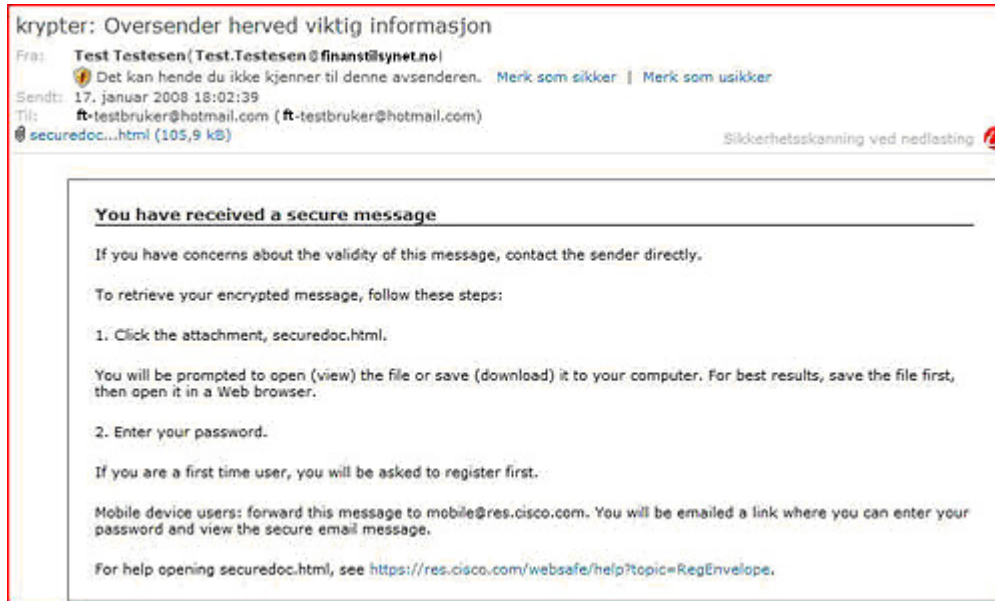 krypter: Oversender herved viktig informasjon
Fra: Test Testesen(Test.Testesen@finanstilsynet.no)
Det kan hende du ikke kjenner til denne avsenderen. Merk som sikker | Merk som usikker
Sendt: 17. januar 2008 18:02:39
Til: ft-testbruker@hotmail.com (ft-testbruker@hotmail.com)
securedoc...html (105,9 kB) Sikkerhetsskanning ved nedlasting
You have received a secure message
If you have concerns about the validity of this message, contact the sender directly.
To retrieve your encrypted message, follow these steps:
1. Click the attachment, securedoc.html.
You will be prompted to open (view) the file or save (download) it to your computer. For best results, save the file first,
then open it in a Web browser.
2. Enter your password.
If you are a first time user, you will be asked to register first.
Mobile device users: forward this message to mobile@res.cisco.com. You will be emailed a link where you can enter your
password and view the secure email message.
For help opening securedoc.html, see https://res.cisco.com/websafe/help?topic=RegEnvelope.